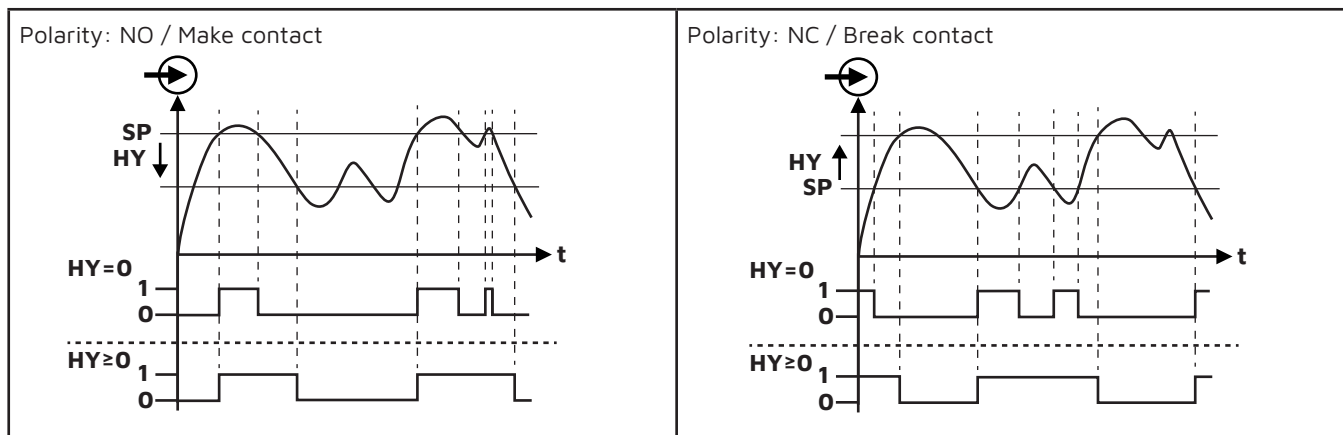 Polarity: NO / Make contact
SP
HY
t
HY=0
1
0
HY≥0
1
0
Polarity: NC / Break contact
HY
SP
t
HY=0
1
0
HY≥0
1
0